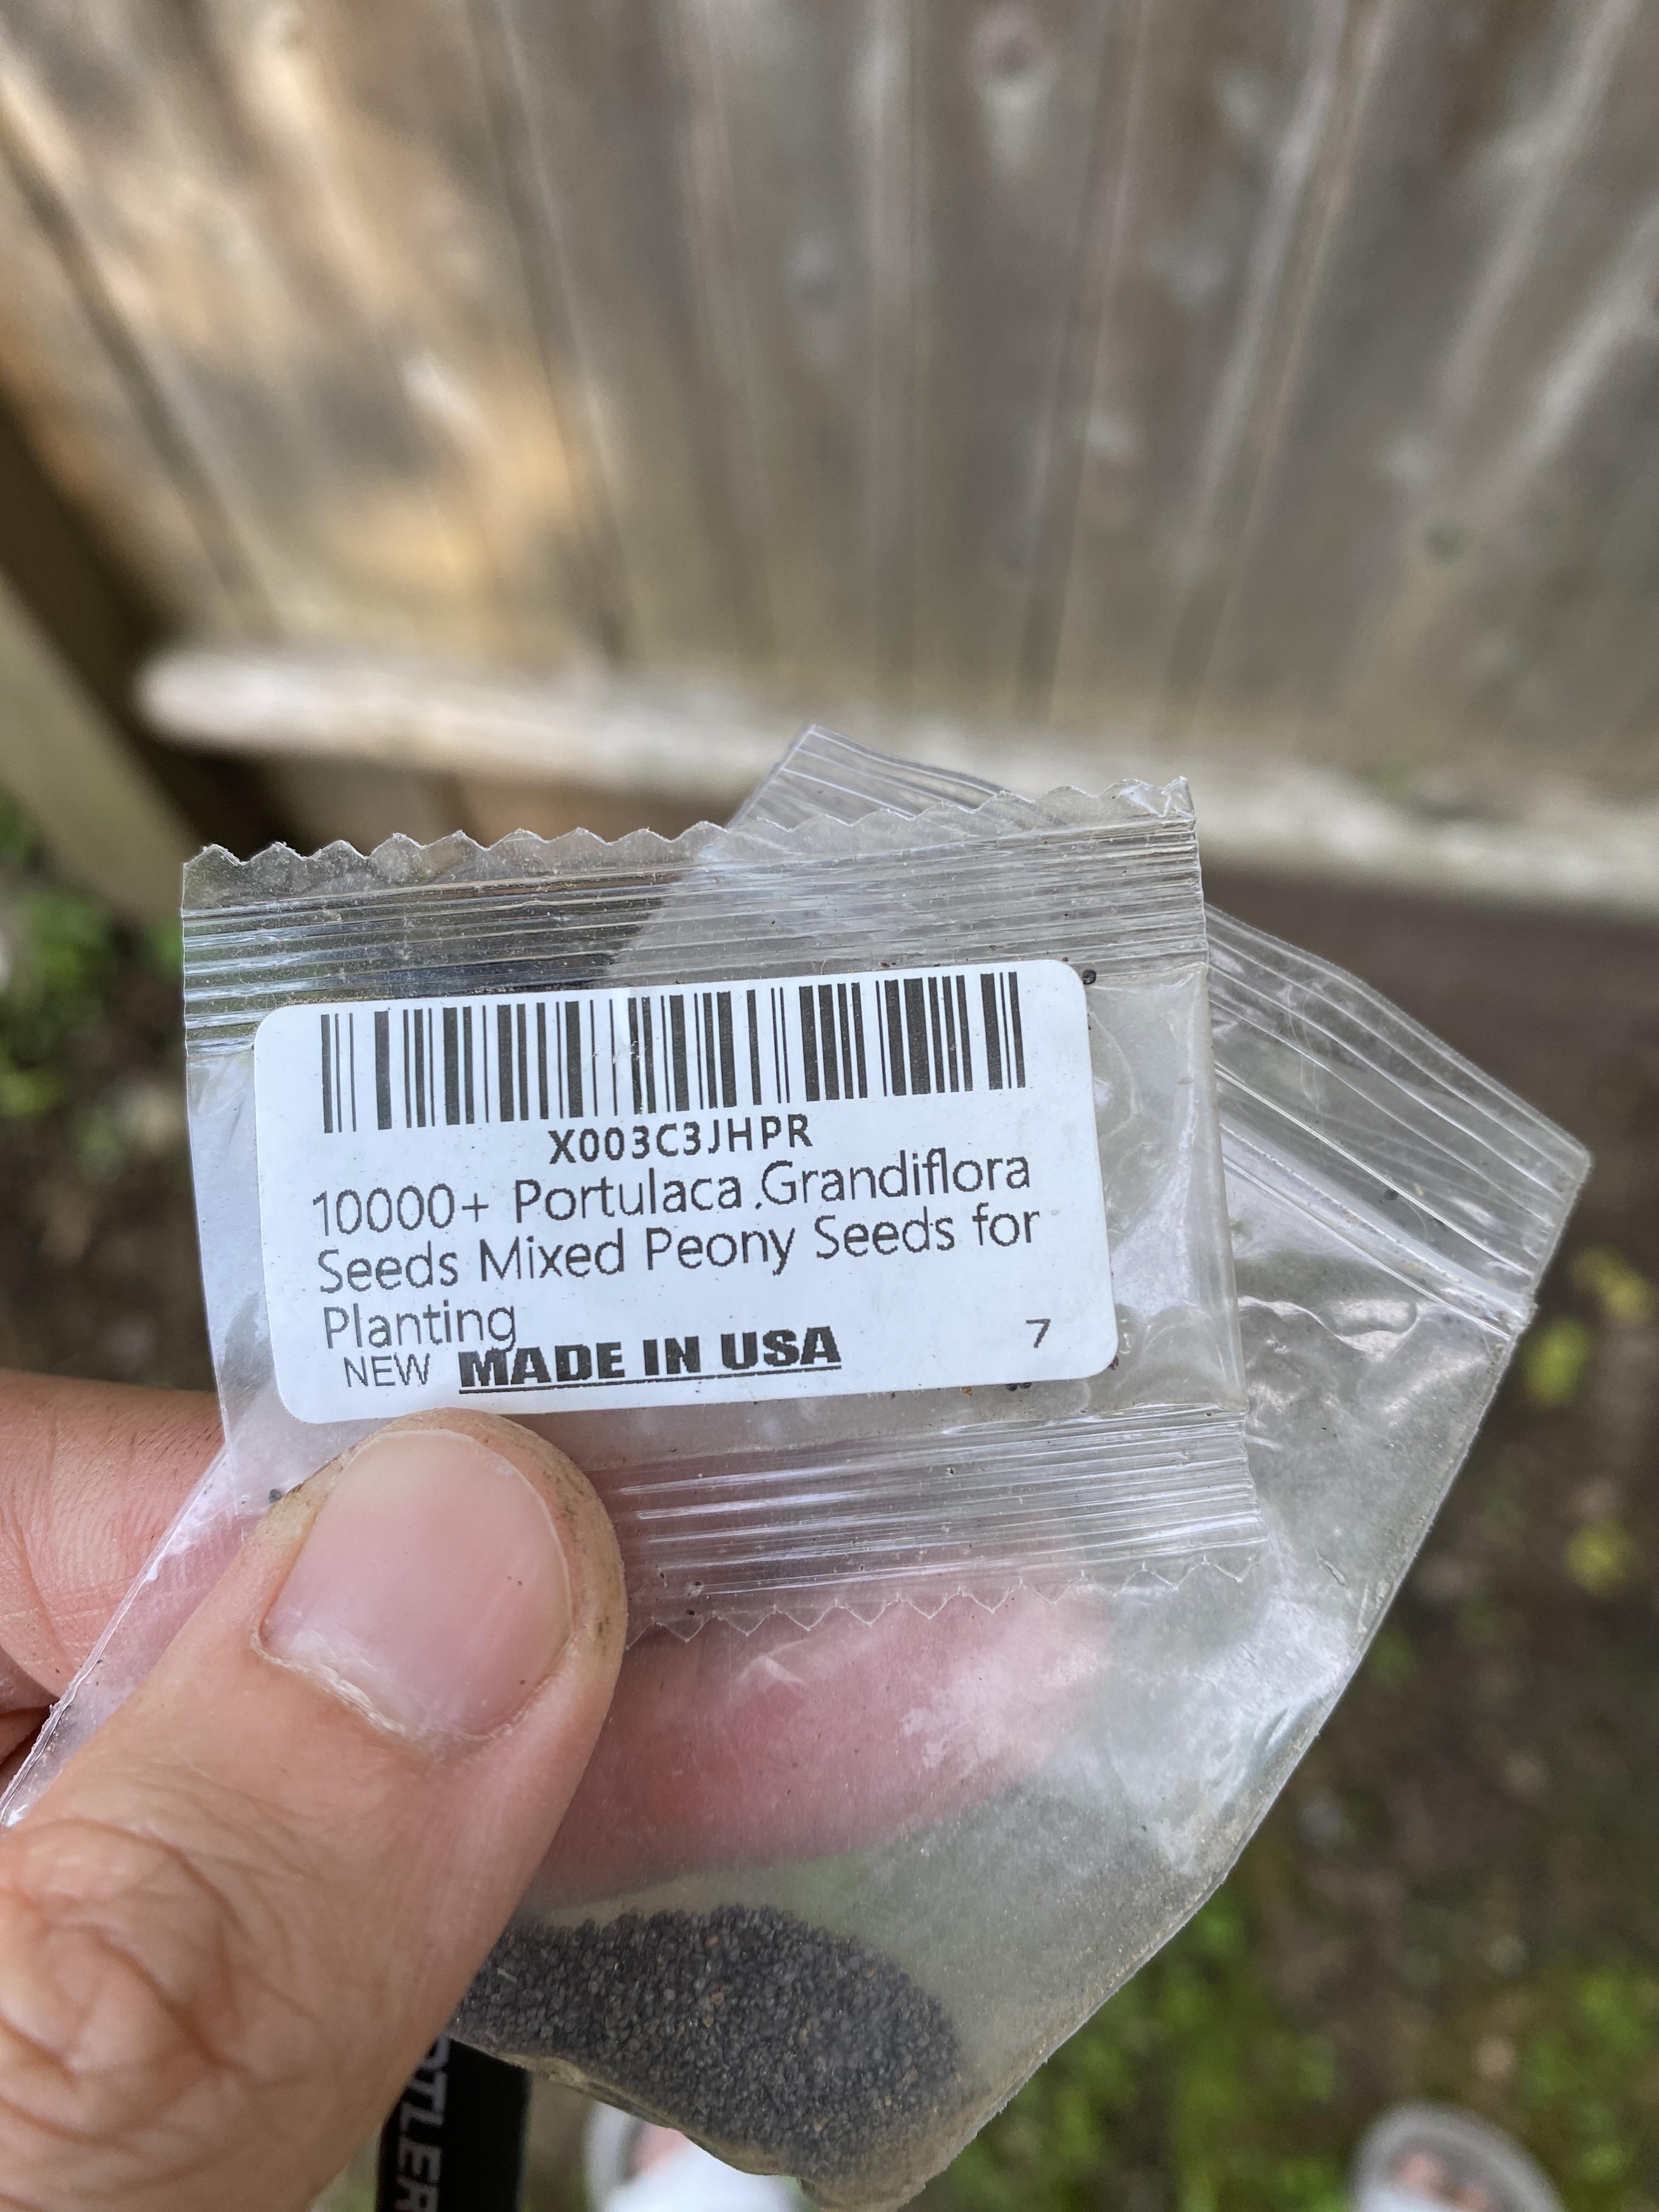 X003C3JHPR
10000+ Portulaca Grandiflora
Seeds Mixed Peony Seeds for
Planting
NEW MADE IN USA 7